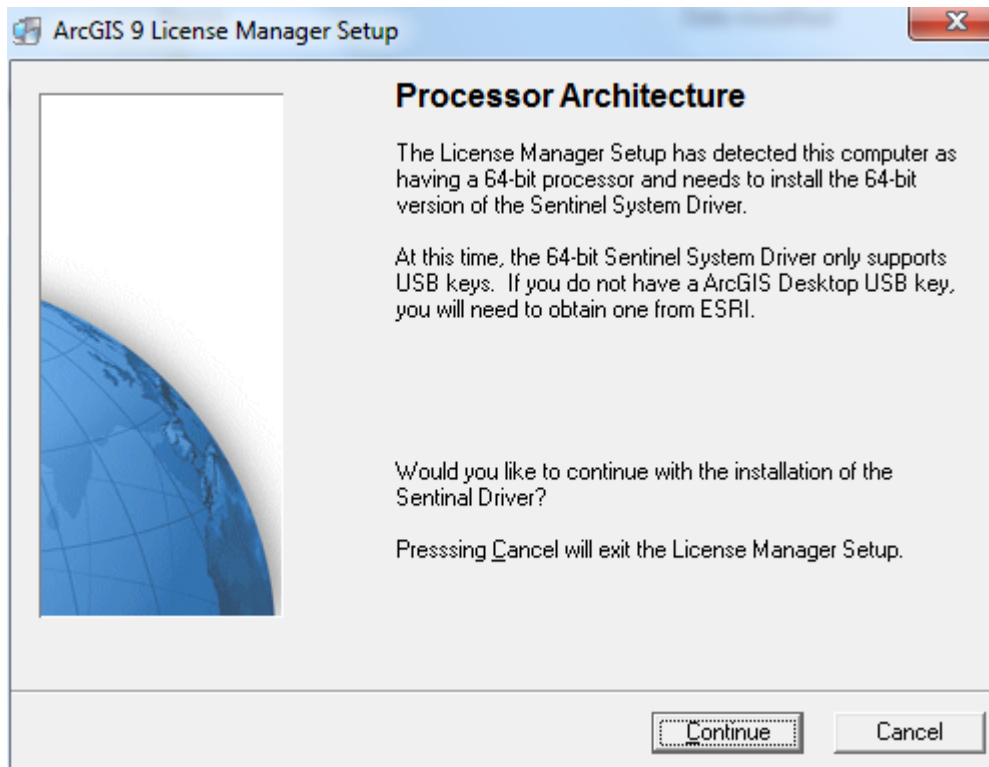 ArcGIS 9 License Manager Setup
Processor Architecture
The License Manager Setup has detected this computer as
having a 64-bit processor and needs to install the 64-bit
version of the Sentinel System Driver.
At this time, the 64-bit Sentinel System Driver only supports
USB keys.  If you do not have a ArcGIS Desktop USB key,
you will need to obtain one from ESRI.
Would you like to continue with the installation of the
Sentinal Driver?
Presssing Cancel will exit the License Manager Setup.
Continue
Cancel